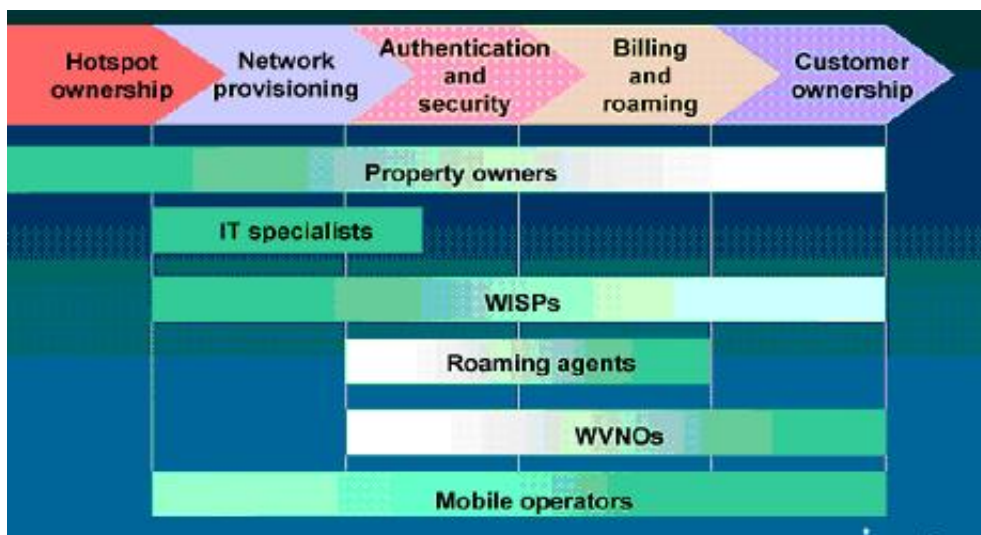 Hotspot
ownership
Network
provisioning
Authentication
and
security
Billing
and
roaming
Customer
ownership
Property owners
IT specialists
WISPs
Roaming agents
WVNOs
Mobile operators